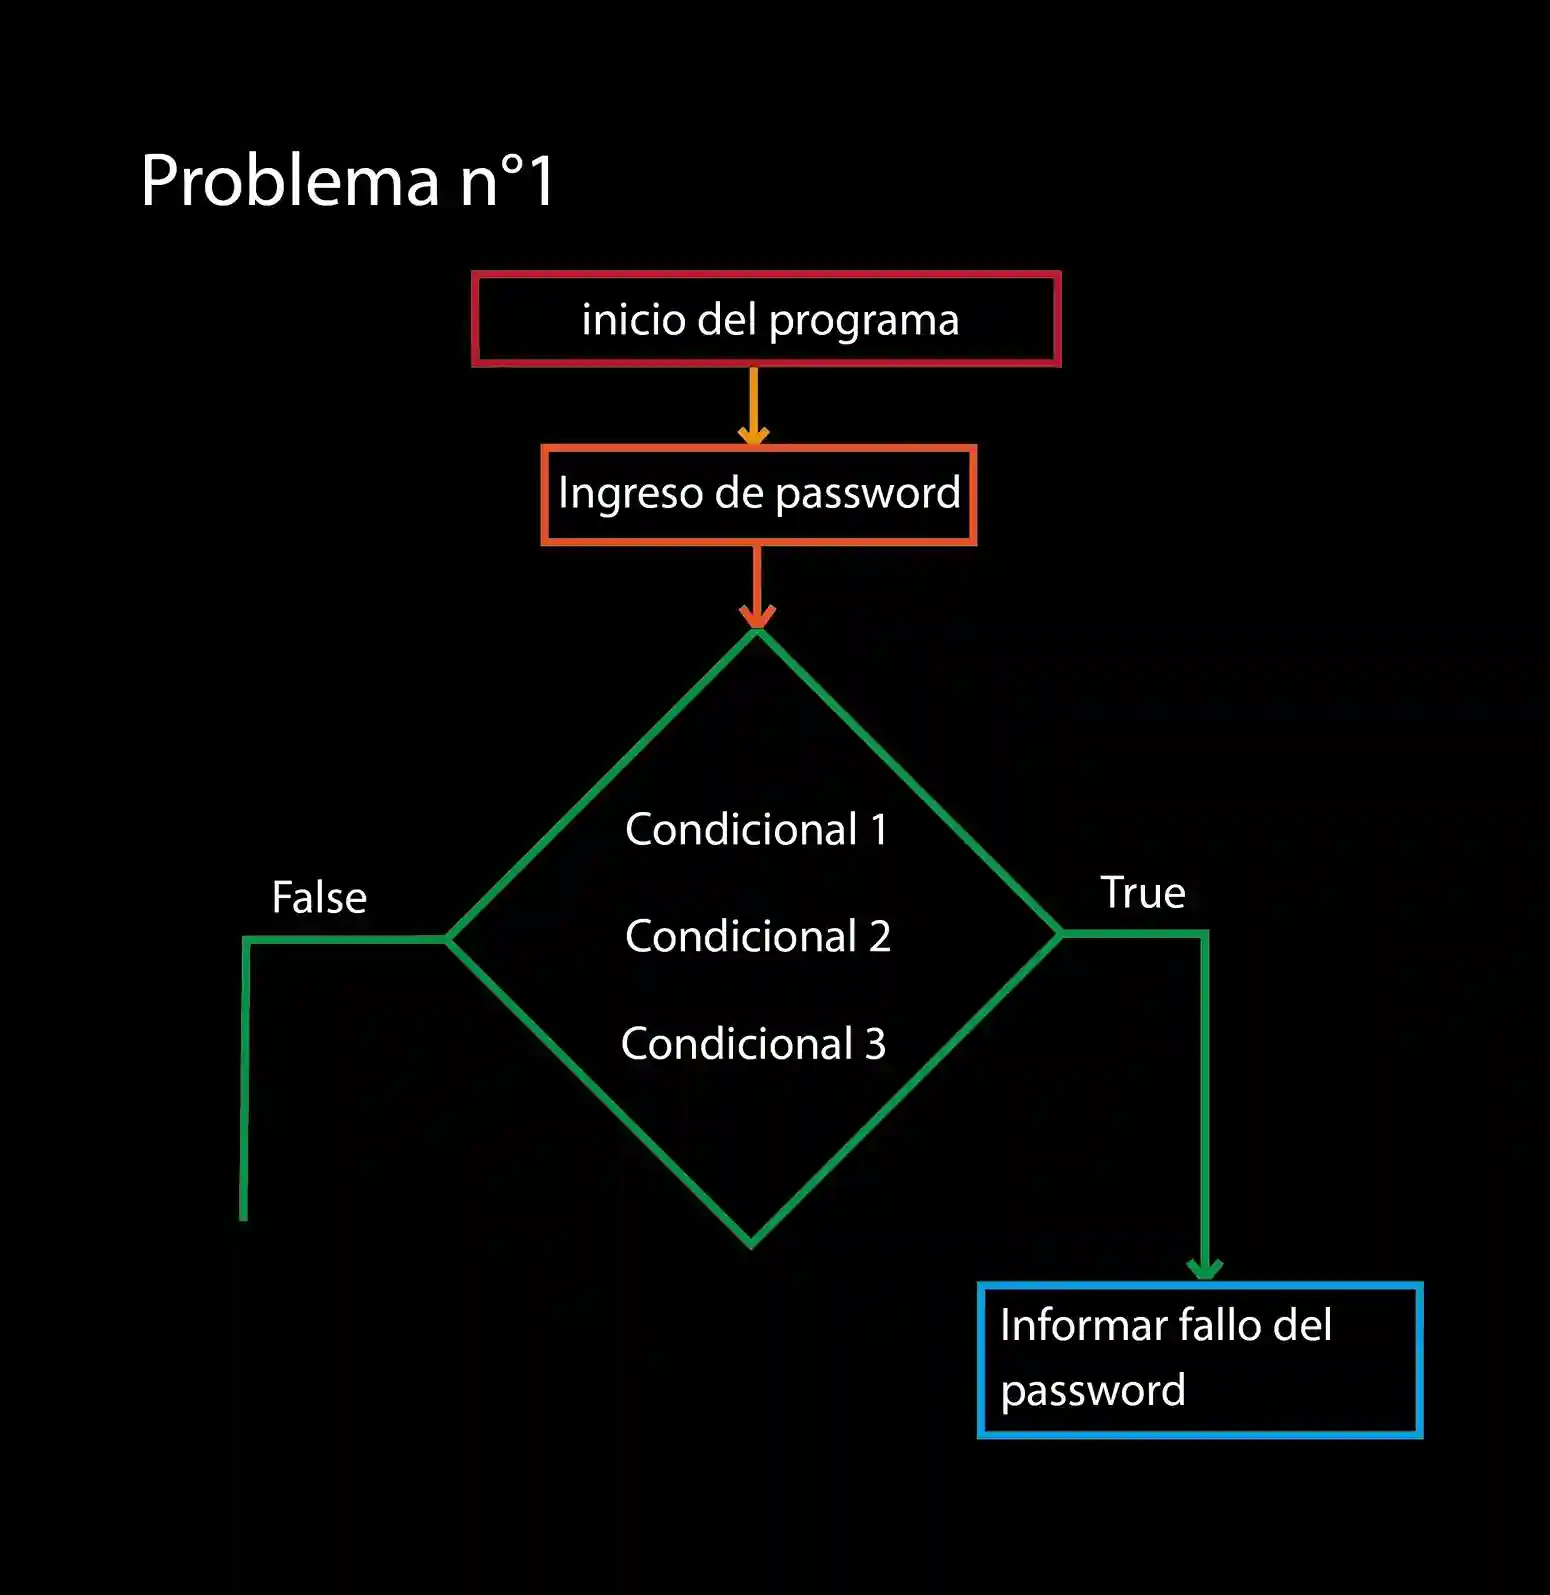 Problema n°1
inicio del programa
Ingreso de password
Condicional 1
False
True
Condicional 2
Condicional 3
Informar fallo del
password